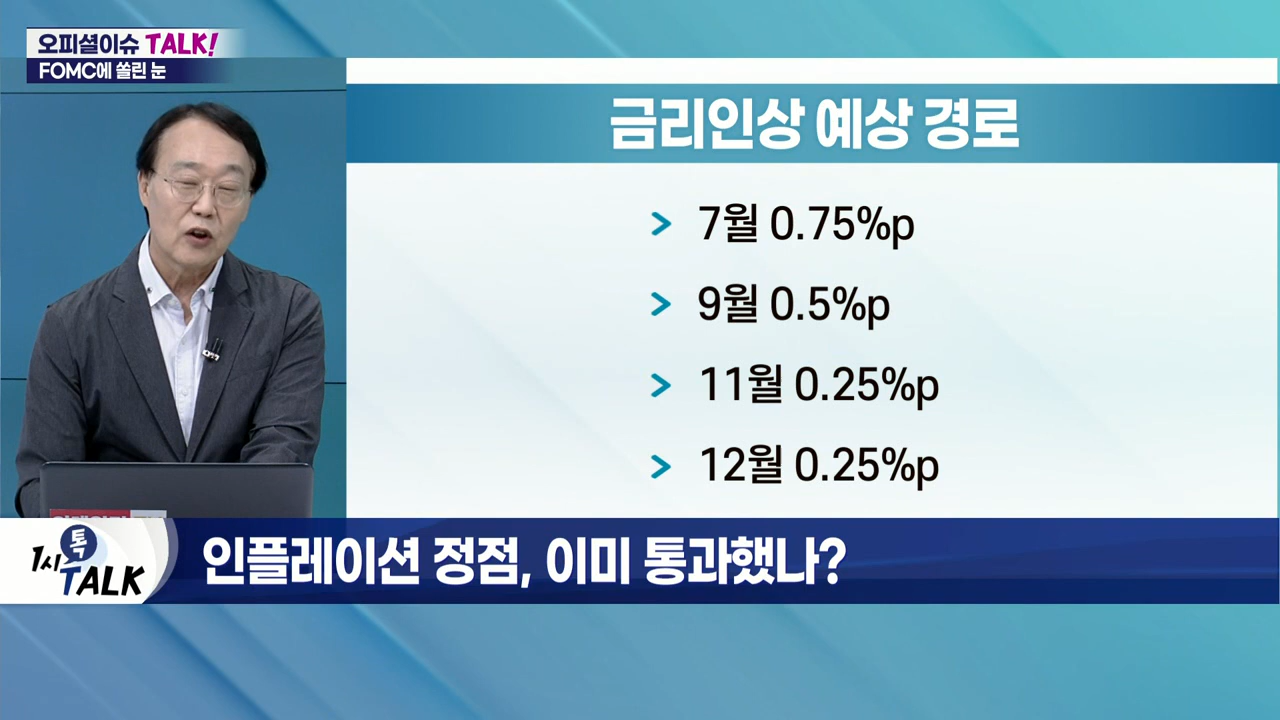 오피셜이슈 TALK!
FOMC에 쏠린 눈
금리인상 예상 경로
> 7월 0.75%p
> 9월 0.5%p
> 11월 0.25%p
> 12월 0.25%p
1시 톡 TALK
인플레이션 정점, 이미 통과했나?